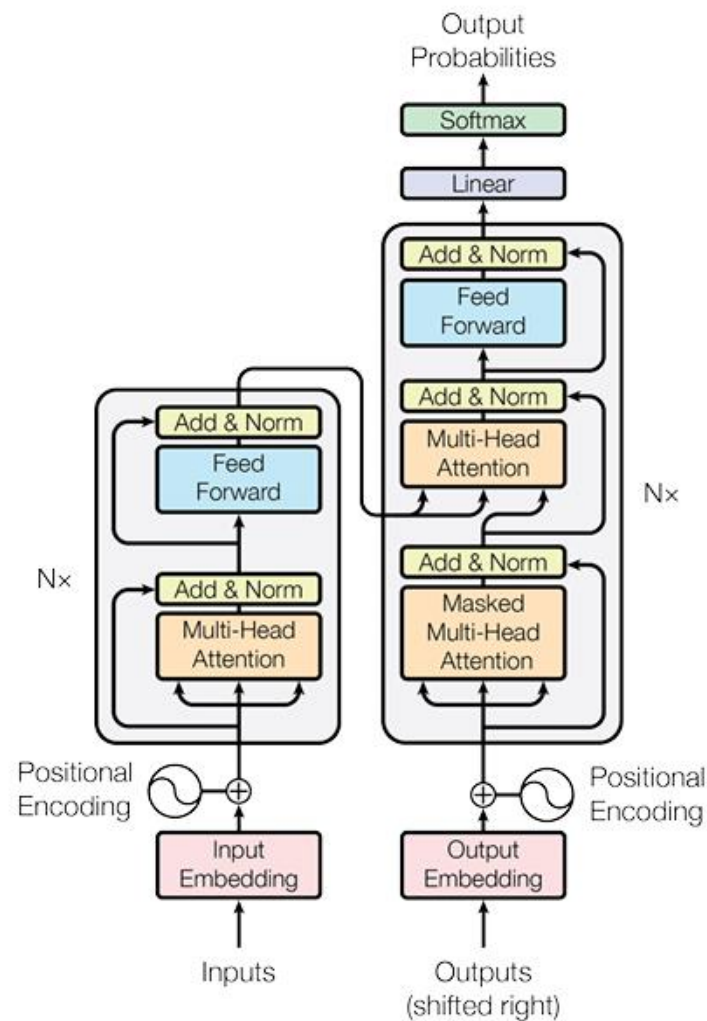 Output
Probabilities
Softmax
Linear
Add & Norm
Feed
Forward
Add & Norm
Multi-Head
Attention
Add & Norm
Masked
Multi-Head
Attention
N×
Add & Norm
Feed
Forward
Add & Norm
Multi-Head
Attention
N×
Positional
Encoding
Positional
Encoding
Input
Embedding
Output
Embedding
Inputs
Outputs
(shifted right)